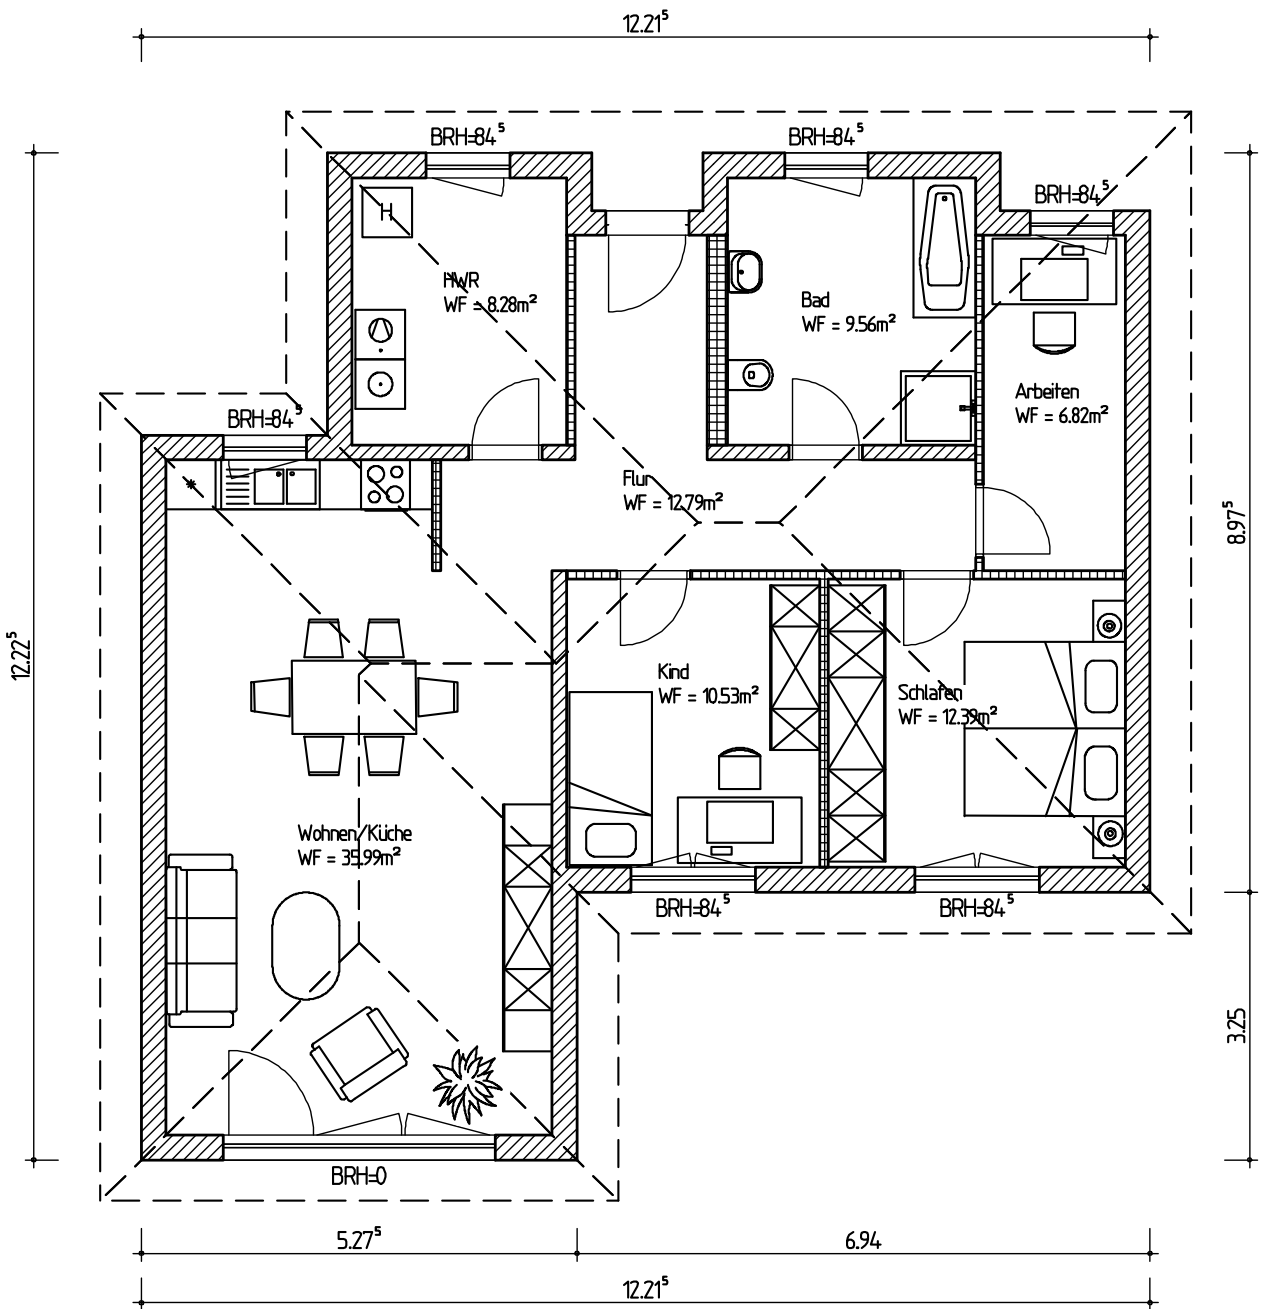 12.21⁵
BRH=84⁵
BRH=84⁵
BRH=84⁵
H
HWR
WF = 8.28m²
Bad
WF = 9.56m²
Arbeiten
WF = 6.82m²
BRH=84⁵
Flur
WF = 12.79m²
8.97⁵
12.22⁵
Kind
WF = 10.53m²
Schlafen
WF = 12.39m²
Wohnen/Küche
WF = 35.99m²
BRH=84⁵
BRH=84⁵
3.25
BRH=0
5.27⁵
6.94
12.21⁵